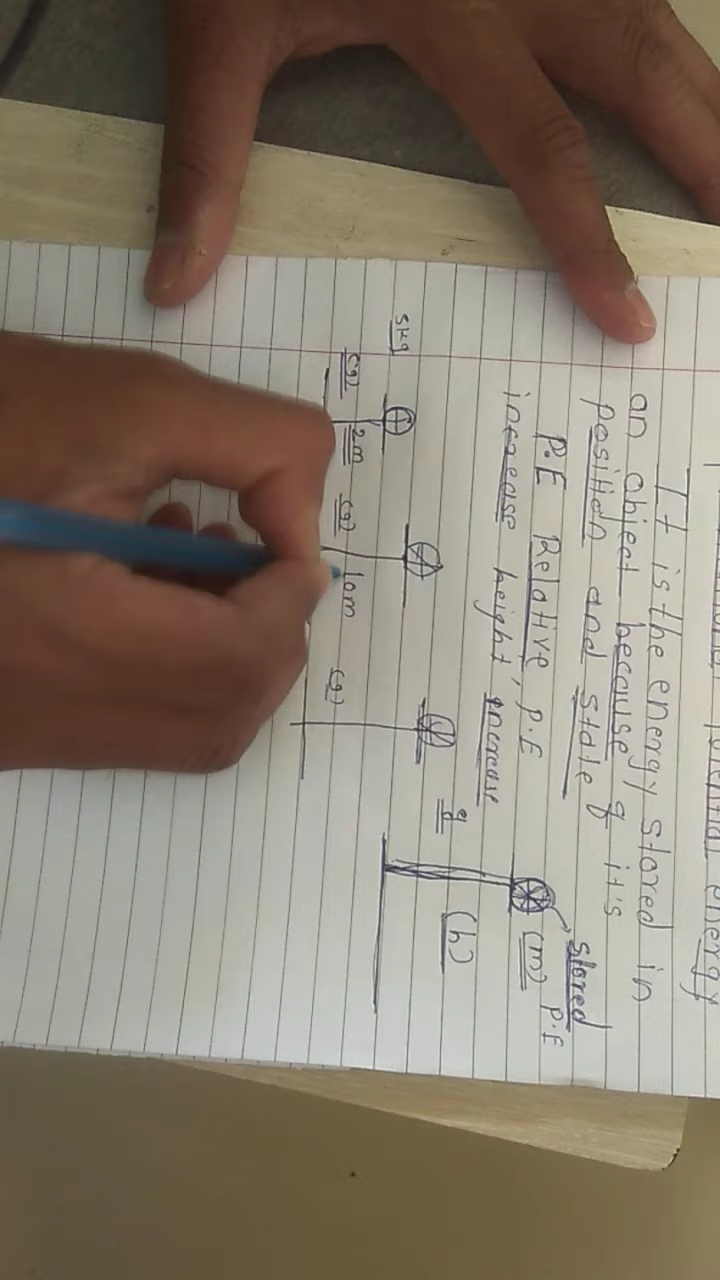 potential energy
It is the energy stored in
an object because of it's
position and state
P.E Relative, P.E
increase height increase
stored
P.E
(m)
g
(h)
5kg
(g)
2m
(g)
10m
(g)